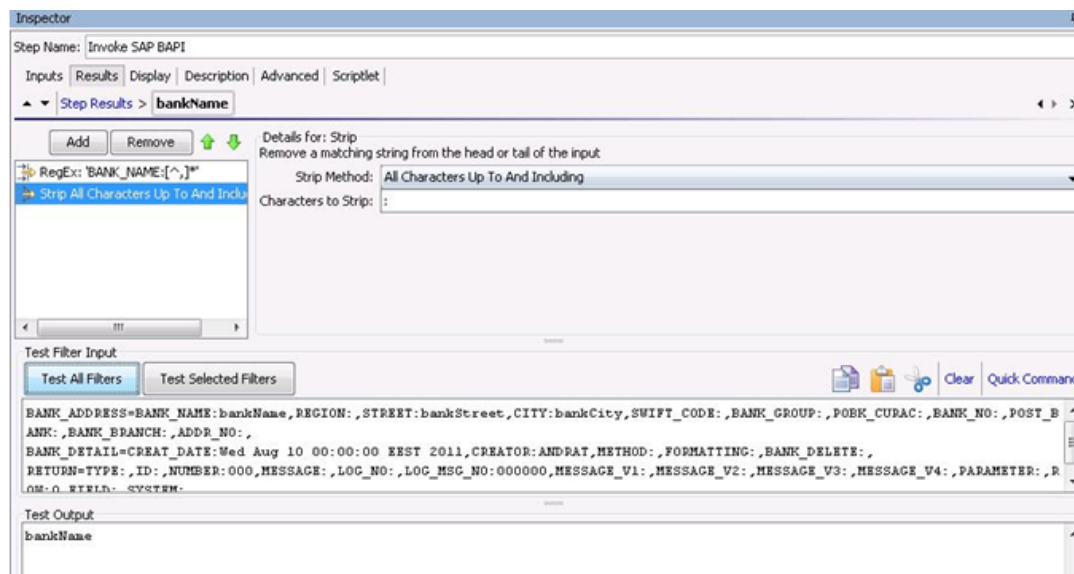 Inspector
Step Name: Invoke SAP BAPI
Inputs Results Display Description Advanced Scriptlet
Step Results > bankName
Add Remove
Details for: Strip
Remove a matching string from the head or tail of the input
RegEx: 'BANK_NAME:[^,]*'
Strip Method: All Characters Up To And Including
Strip All Characters Up To And Inclu
Characters to Strip: :
Test Filter Input
Test All Filters Test Selected Filters Clear Quick Comman
BANK_ADDRESS=BANK_NAME:bankName,REGION:,STREET:bankStreet,CITY:bankCity,SWIFT_CODE:,BANK_GROUP:,POBK_CURAC:,BANK_NO:,POST_B
ANK:,BANK_BRANCH:,ADDR_NO:,
BANK_DETAIL=CREAT_DATE:Wed Aug 10 00:00:00 EEST 2011,CREATOR:ANDRAT,METHOD:,FORMATTING:,BANK_DELETE:,
RETURN=TYPE:,ID:,NUMBER:000,MESSAGE:,LOG_NO:,LOG_MSG_NO:000000,MESSAGE_V1:,MESSAGE_V2:,MESSAGE_V3:,MESSAGE_V4:,PARAMETER:,R
OW:0,FIELD:,SYSTEM:
Test Output
bankName